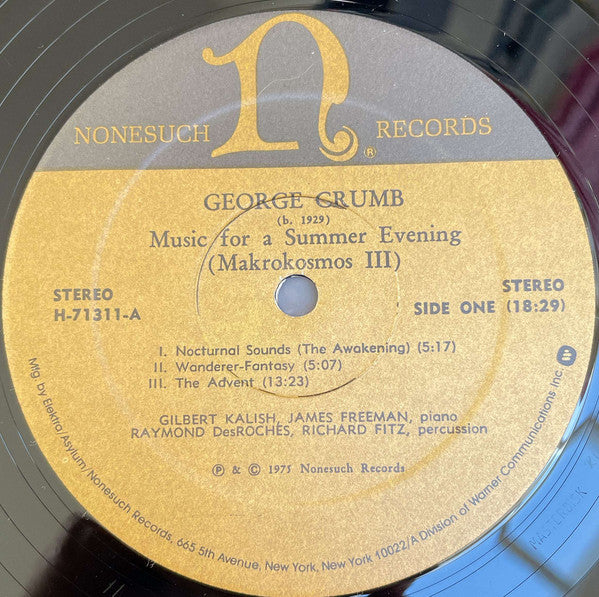 n
NONESUCH RECORDS
®
GEORGE CRUMB
(b. 1929)
Music for a Summer Evening
(Makrokosmos III)
STEREO
H-71311-A
STEREO
SIDE ONE (18:29)
I. Nocturnal Sounds (The Awakening) (5:17)
II. Wanderer-Fantasy (5:07)
III. The Advent (13:23)
GILBERT KALISH, JAMES FREEMAN, piano
RAYMOND DesROCHES, RICHARD FITZ, percussion
℗ & © 1975 Nonesuch Records
Mfg. by Elektra/Asylum/Nonesuch Records, 665 5th Avenue, New York, New York 10022/A Division of Warner Communications Inc.
MASTERDISK